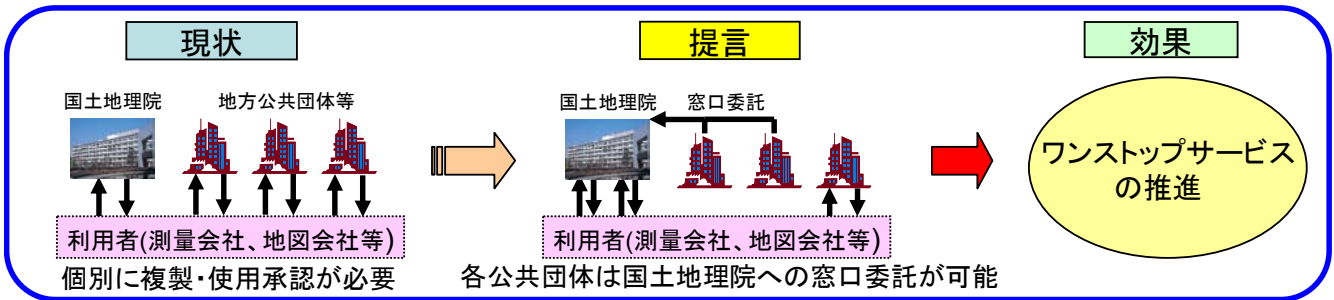 現状
国土地理院
地方公共団体等
利用者(測量会社、地図会社等)
個別に複製・使用承認が必要
提言
国土地理院
窓口委託
利用者(測量会社、地図会社等)
各公共団体は国土地理院への窓口委託が可能
効果
ワンストップサービス
の推進